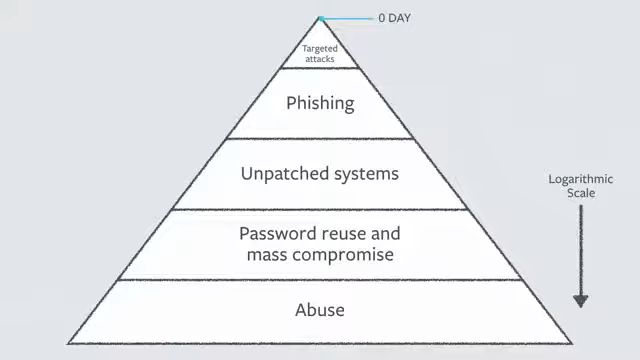 0 DAY
Targeted
attacks
Phishing
Unpatched systems
Logarithmic
Scale
Password reuse and
mass compromise
Abuse